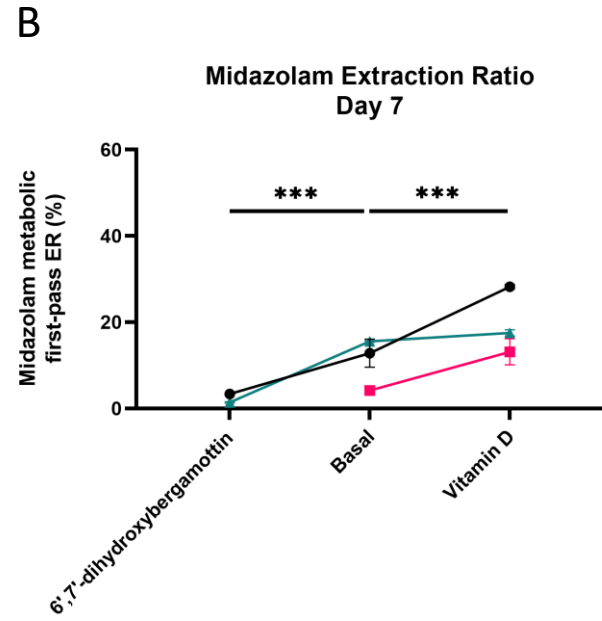 B
Midazolam Extraction Ratio
Day 7
Midazolam metabolic
first-pass ER (%)
60
40
20
0
*** ***
6',7'-dihydroxybergamottin
Basal
Vitamin D